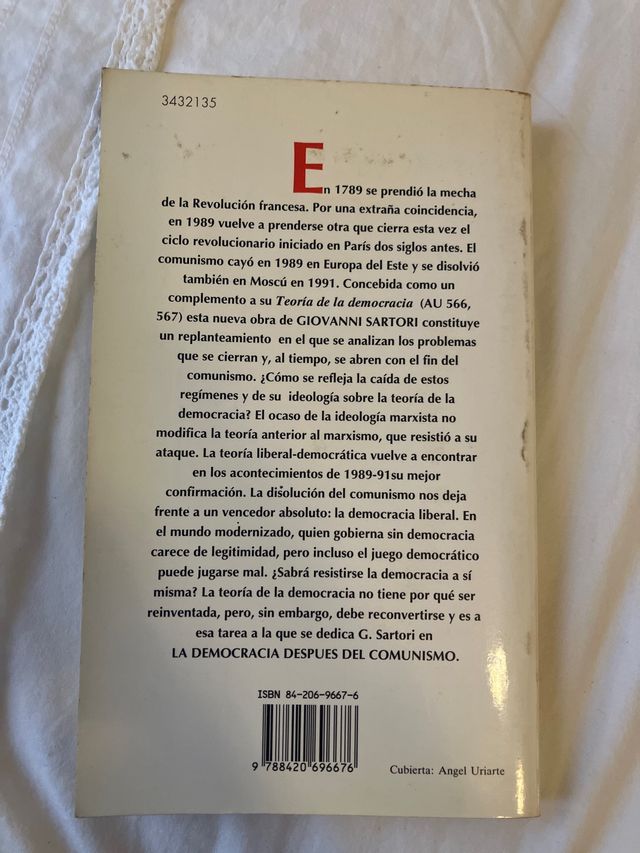 3432135
En 1789 se prendió la mecha
de la Revolución francesa. Por una extraña coincidencia,
en 1989 vuelve a prenderse otra que cierra esta vez el
ciclo revolucionario iniciado en París dos siglos antes. El
comunismo cayó en 1989 en Europa del Este y se disolvió
también en Moscú en 1991. Concebida como un
complemento a su Teoría de la democracia (AU 566,
567) esta nueva obra de GIOVANNI SARTORI constituye
un replanteamiento en el que se analizan los problemas
que se cierran y, al tiempo, se abren con el fin del
comunismo. ¿Cómo se refleja la caída de estos
regímenes y de su ideología sobre la teoría de la
democracia? El ocaso de la ideología marxista no
modifica la teoría anterior al marxismo, que resistió a su
ataque. La teoría liberal-democrática vuelve a encontrar
en los acontecimientos de 1989-91su mejor
confirmación. La disolución del comunismo nos deja
frente a un vencedor absoluto: la democracia liberal. En
el mundo modernizado, quien gobierna sin democracia
carece de legitimidad, pero incluso el juego democrático
puede jugarse mal. ¿Sabrá resistirse la democracia a sí
misma? La teoría de la democracia no tiene por qué ser
reinventada, pero, sin embargo, debe reconvertirse y es a
esa tarea a la que se dedica G. Sartori en
LA DEMOCRACIA DESPUES DEL COMUNISMO.
ISBN 84-206-9667-6
9 788420 696676
Cubierta: Angel Uriarte